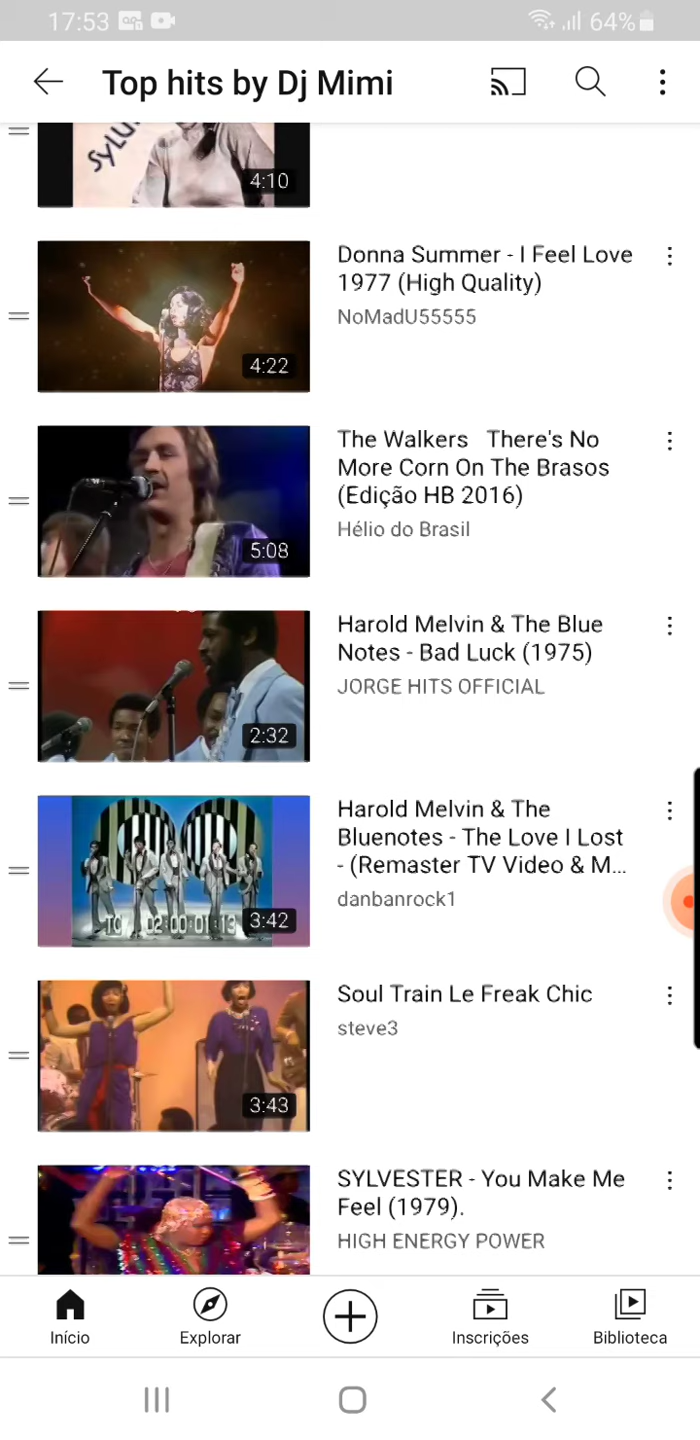 17:53
64%
Top hits by Dj Mimi
SYLV
4:10
Donna Summer - I Feel Love
1977 (High Quality)
NoMadU55555
4:22
The Walkers There's No
More Corn On The Brasos
(Edição HB 2016)
Hélio do Brasil
5:08
Harold Melvin & The Blue
Notes - Bad Luck (1975)
JORGE HITS OFFICIAL
2:32
Harold Melvin & The
Bluenotes - The Love I Lost
- (Remaster TV Video & M...
danbanrock1
3:42
Soul Train Le Freak Chic
steve3
3:43
SYLVESTER - You Make Me
Feel (1979).
HIGH ENERGY POWER
Início
Explorar
Inscrições
Biblioteca